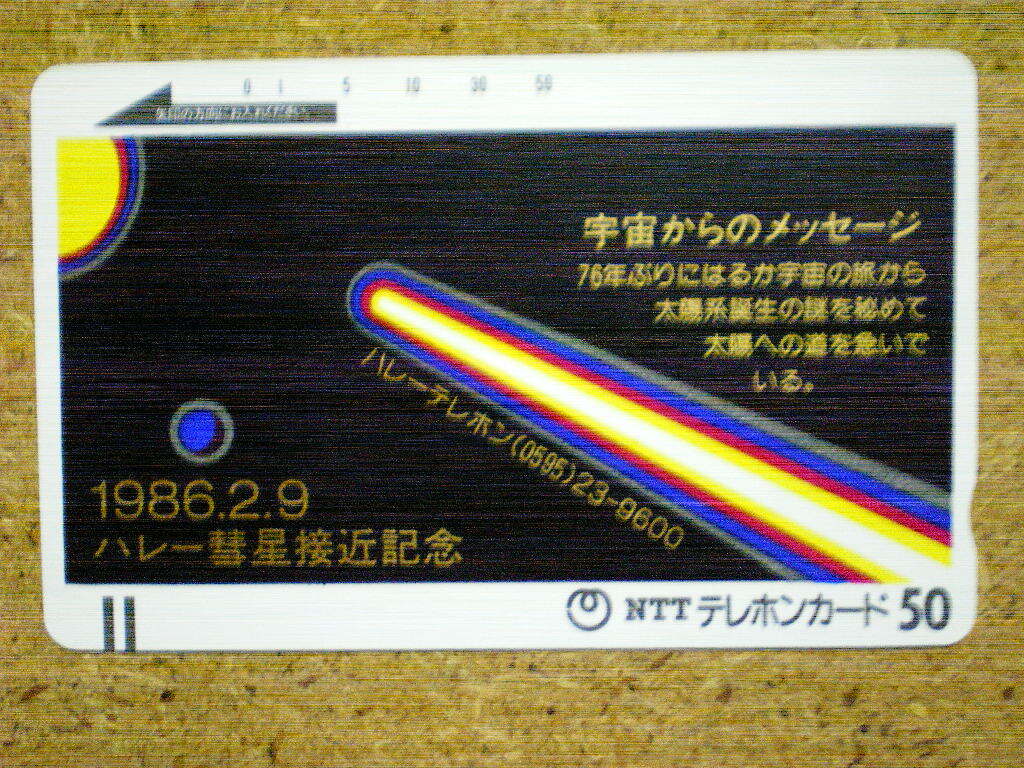 0 1 5 10 30 50
宇宙からのメッセージ
76年ぶりにはるか宇宙の旅から
太陽系誕生の謎を秘めて
太陽への道を急いで
いる。
ハレーテレホン(0595)23-9600
1986.2.9
ハレー彗星接近記念
NTT テレホンカード 50